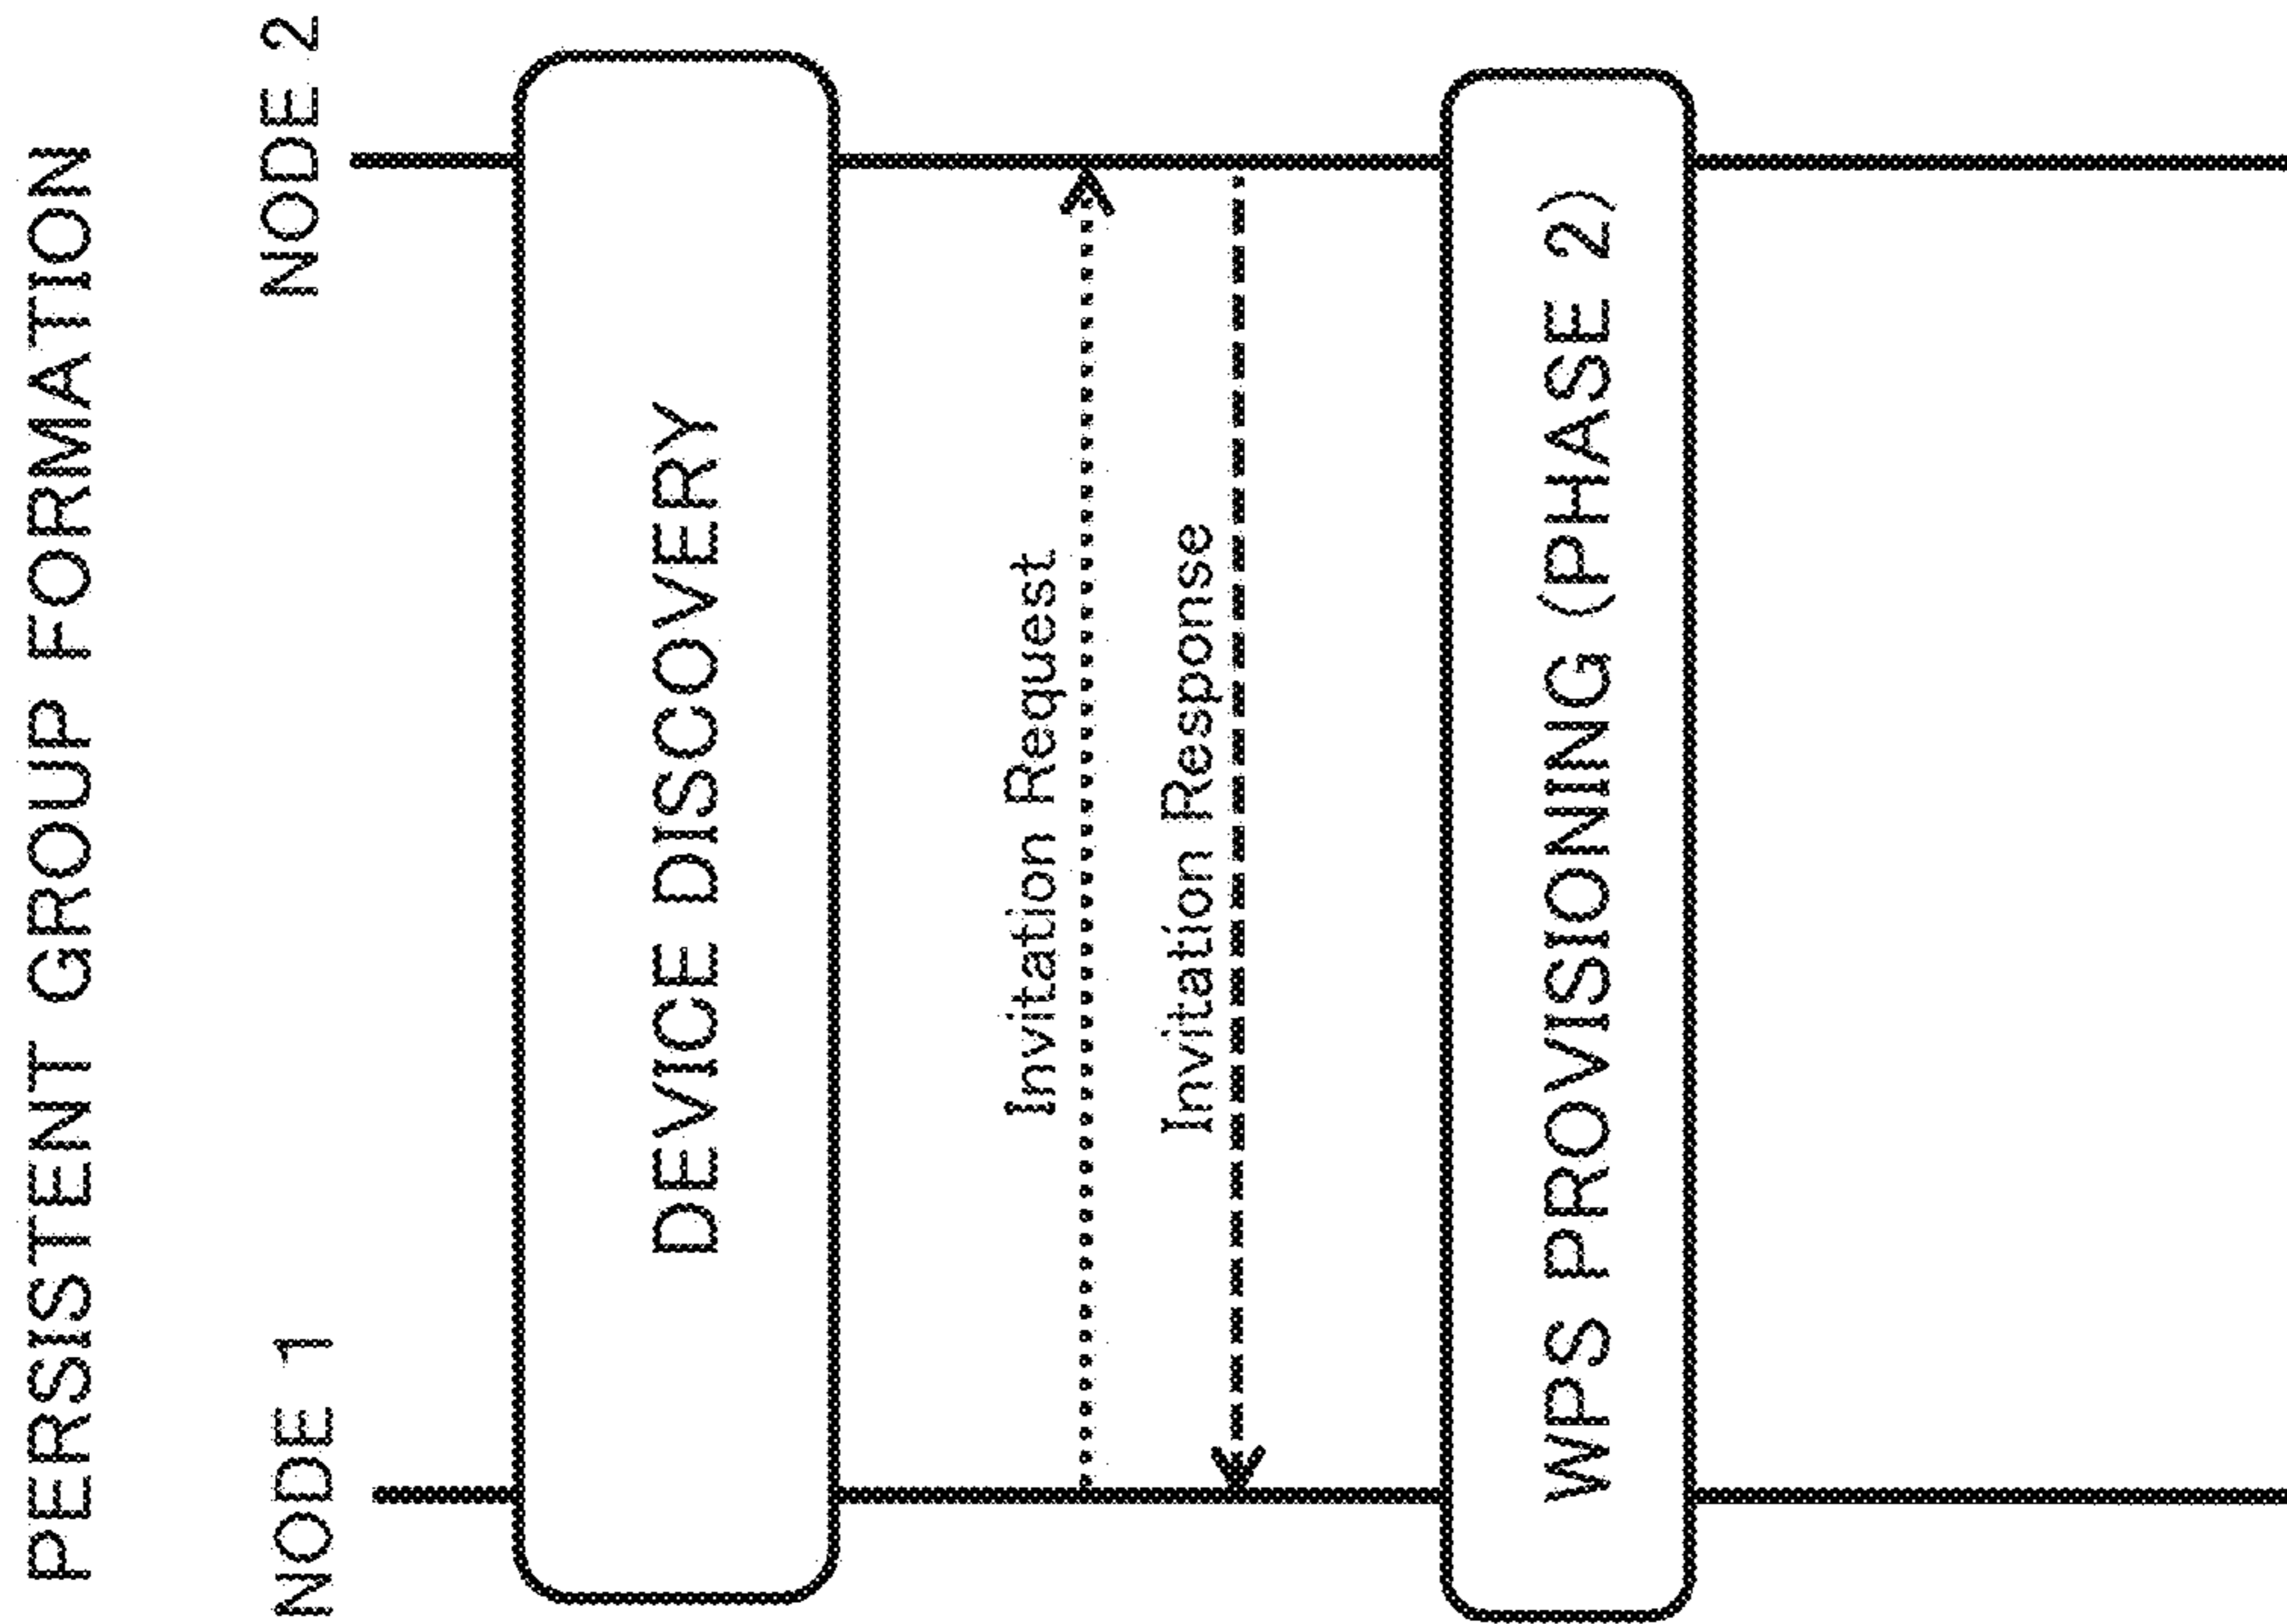 PERSISTENT GROUP FORMATION
NODE 1
NODE 2
DEVICE DISCOVERY
Invitation Request
Invitation Response
WPS PROVISIONING (PHASE 2)